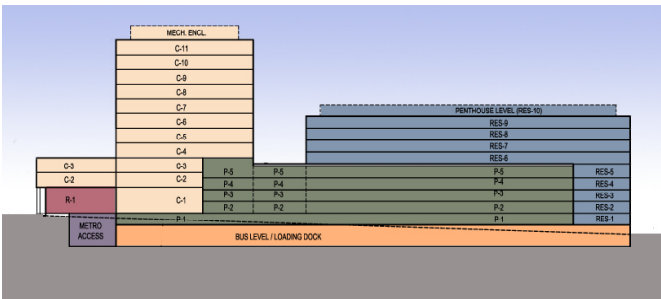 MECH. ENCL.
C-11
C-10
C-9
C-8
C-7
C-6
C-5
C-4
PENTHOUSE LEVEL (RES-10)
RES-9
RES-8
RES-7
RES-6
C-3 C-3 P-5 P-5 P-5 RES-5
C-2 C-2 P-4 P-4 P-4 RES-4
R-1 C-1 P-3 P-3 P-3 RES-3
P-2 P-2 P-2 RES-2
P-1 P-1 RES-1
METRO
ACCESS
BUS LEVEL / LOADING DOCK